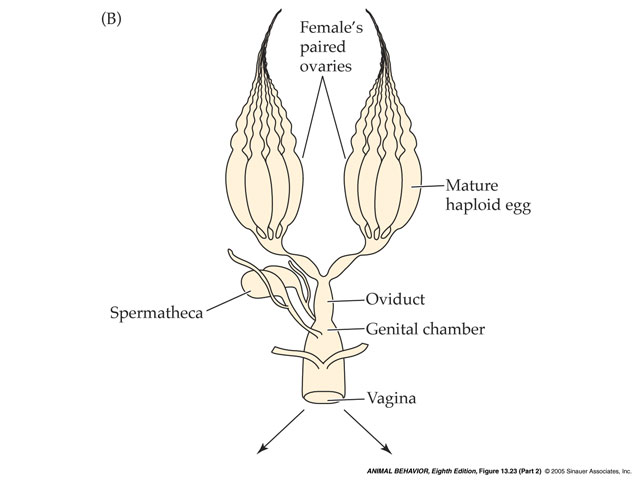 (B)
Female's
paired
ovaries
Mature
haploid egg
Spermatheca
Oviduct
Genital chamber
Vagina
ANIMAL BEHAVIOR, Eighth Edition, Figure 13.23 (Part 2) © 2005 Sinauer Associates, Inc.